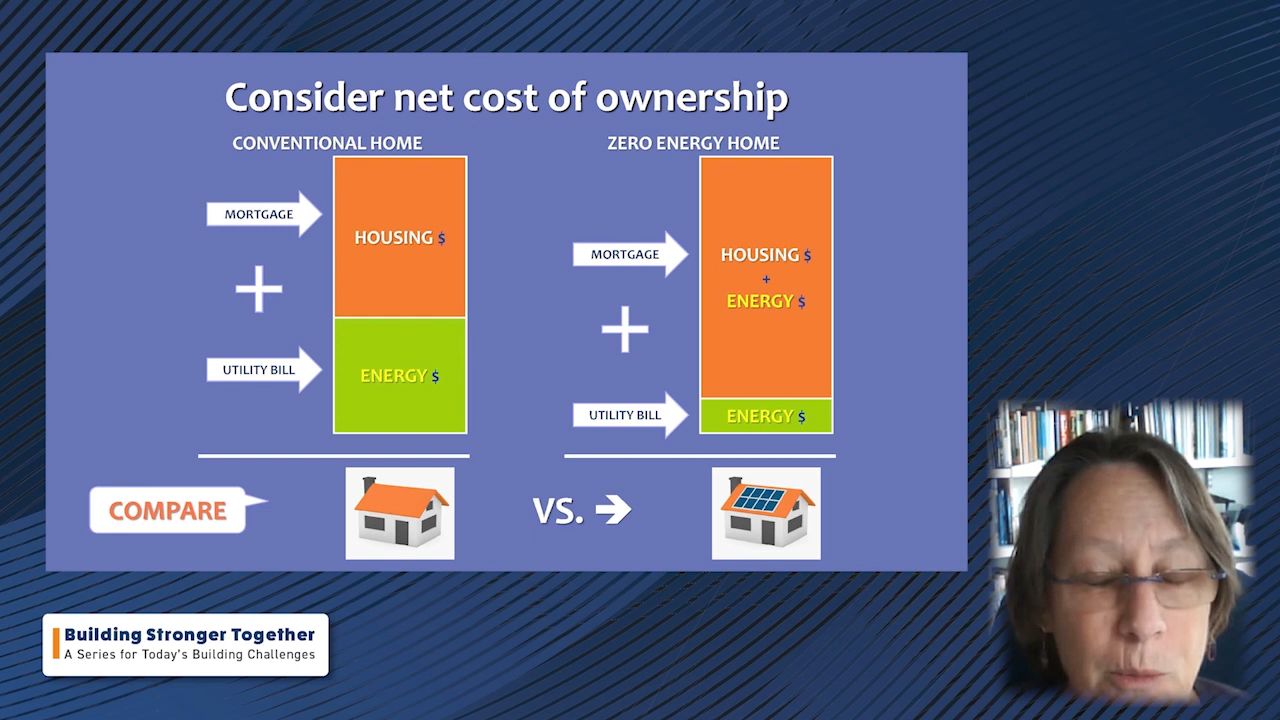 Consider net cost of ownership
CONVENTIONAL HOME
MORTGAGE
HOUSING $
+
UTILITY BILL
ENERGY $
ZERO ENERGY HOME
MORTGAGE
HOUSING $
+
ENERGY $
+
UTILITY BILL
ENERGY $
COMPARE
VS.
Building Stronger Together
A Series for Today's Building Challenges